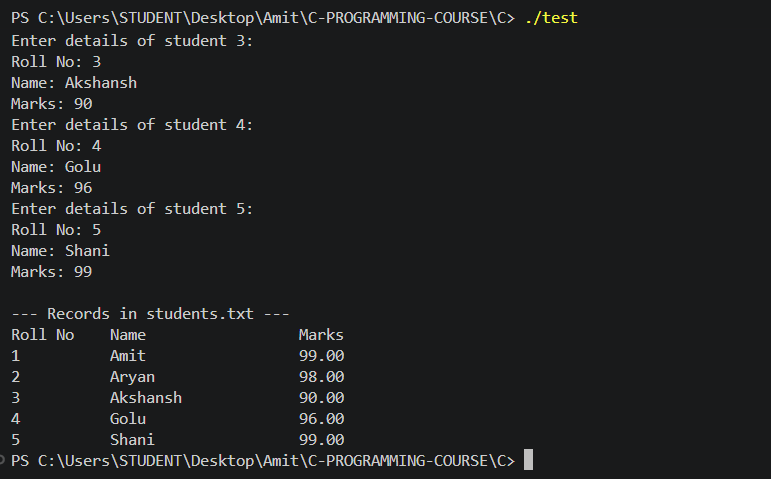 PS C:\Users\STUDENT\Desktop\Amit\C-PROGRAMMING-COURSE\C> ./test
Enter details of student 3:
Roll No: 3
Name: Akshansh
Marks: 90
Enter details of student 4:
Roll No: 4
Name: Golu
Marks: 96
Enter details of student 5:
Roll No: 5
Name: Shani
Marks: 99

--- Records in students.txt ---
Roll No    Name                 Marks
1          Amit                 99.00
2          Aryan                98.00
3          Akshansh             90.00
4          Golu                 96.00
5          Shani                99.00
PS C:\Users\STUDENT\Desktop\Amit\C-PROGRAMMING-COURSE\C>